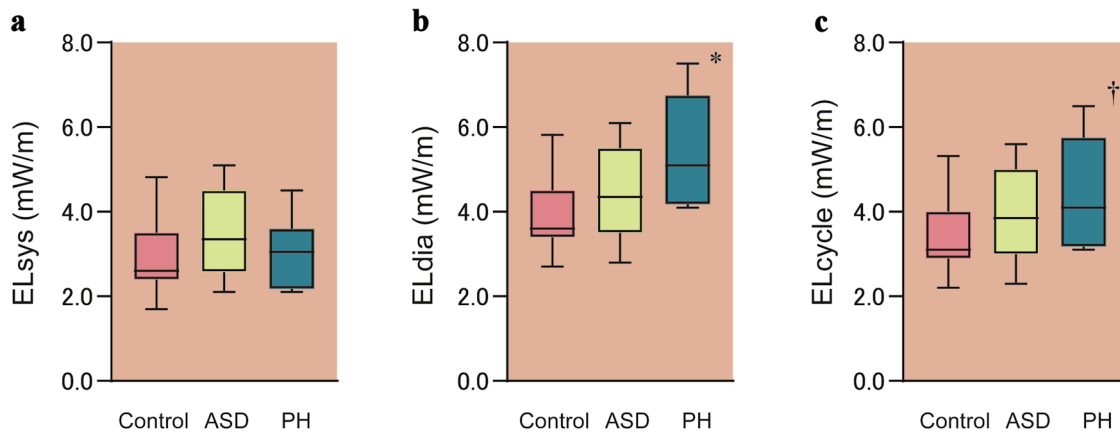 a
ELsys (mW/m)
8.0
6.0
4.0
2.0
0.0
Control ASD PH
b
ELdia (mW/m)
8.0
6.0
4.0
2.0
0.0
*
Control ASD PH
c
ELcycle (mW/m)
8.0
6.0
4.0
2.0
0.0
†
Control ASD PH